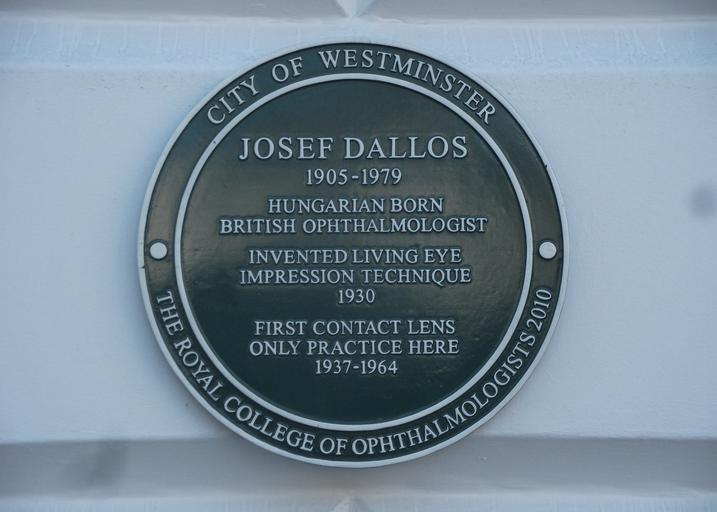 CITY OF WESTMINSTER
JOSEF DALLOS
1905-1979
HUNGARIAN BORN
BRITISH OPHTHALMOLOGIST
INVENTED LIVING EYE
IMPRESSION TECHNIQUE
1930
FIRST CONTACT LENS
ONLY PRACTICE HERE
1937-1964
THE ROYAL COLLEGE OF OPHTHALMOLOGISTS 2010